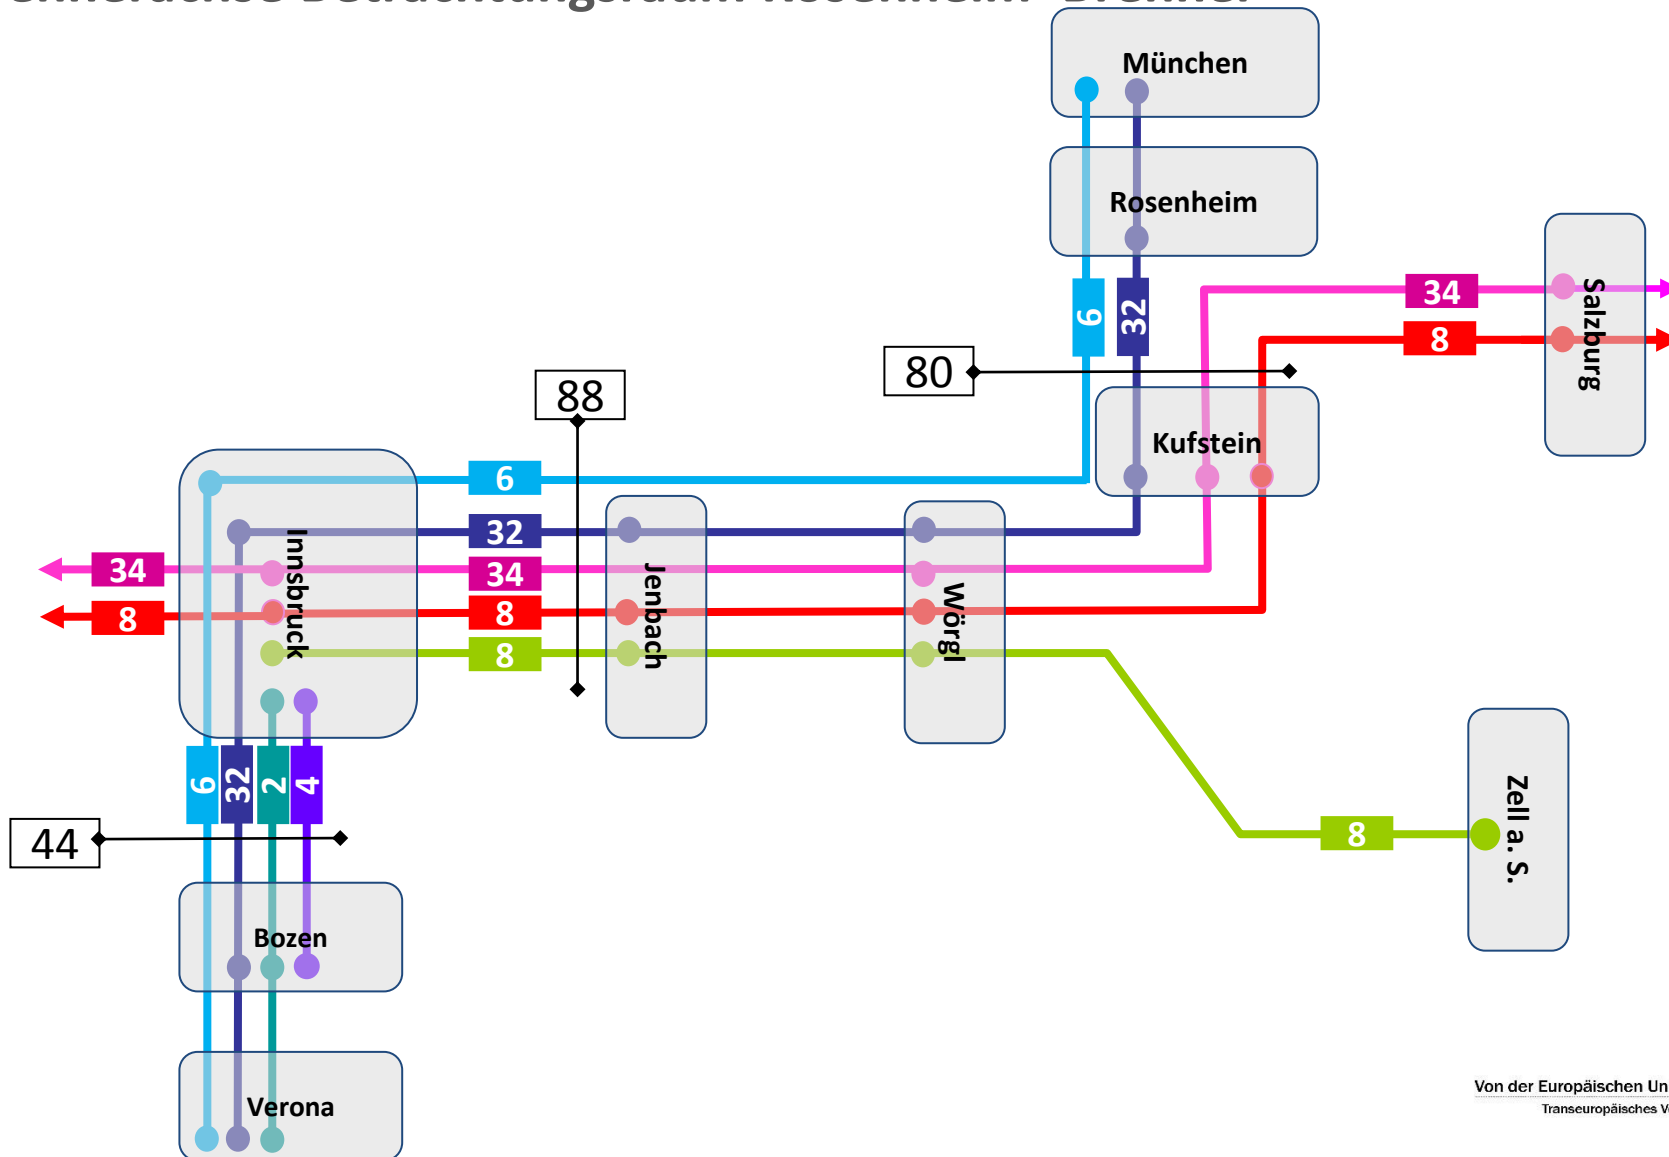 München
Rosenheim
6
32
34
8
Salzburg
80
88
Kufstein
6
32
34
8
8
Innsbruck
Jenbach
Wörgl
34
8
6
32
2
4
44
8
Zell a. S.
Bozen
Verona
Von der Europäischen Un
Transeuropäisches V